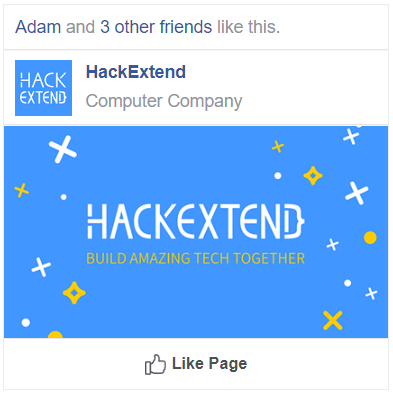 Adam and 3 other friends like this.
HACK
EXTEND
HackExtend
Computer Company
HACKEXTEND
BUILD AMAZING TECH TOGETHER
Like Page